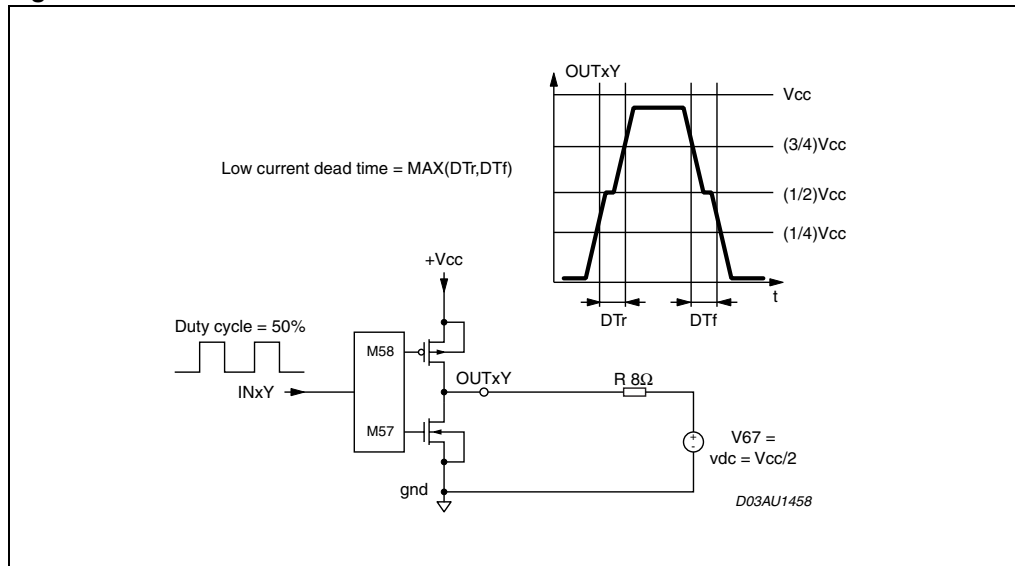 OUTxY
Vcc
(3/4)Vcc
Low current dead time = MAX(DTr,DTf)
(1/2)Vcc
(1/4)Vcc
t
DTr
DTf
+Vcc
Duty cycle = 50%
M58
OUTxY
R 8Ω
INxY
M57
+
-
V67 =
vdc = Vcc/2
gnd
D03AU1458